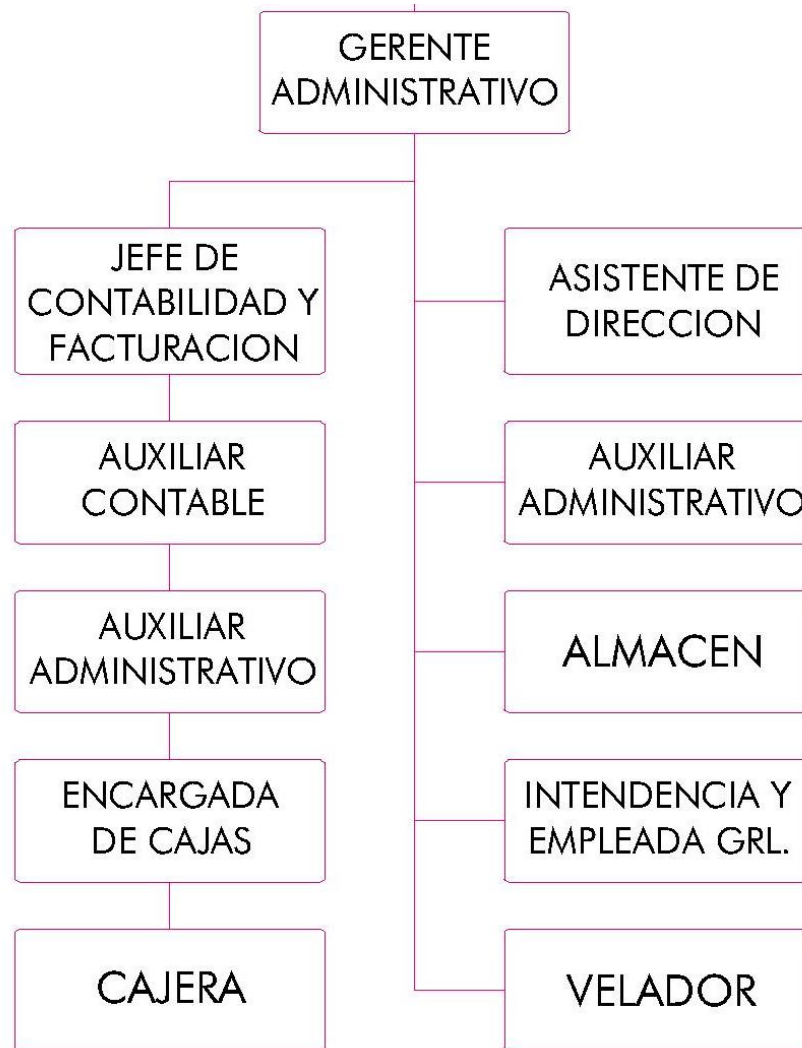 GERENTE
ADMINISTRATIVO
JEFE DE
CONTABILIDAD Y
FACTURACION
AUXILIAR
CONTABLE
AUXILIAR
ADMINISTRATIVO
ENCARGADA
DE CAJAS
CAJERA
ASISTENTE DE
DIRECCION
AUXILIAR
ADMINISTRATIVO
ALMACEN
INTENDENCIA Y
EMPLEADA GRL.
VELADOR